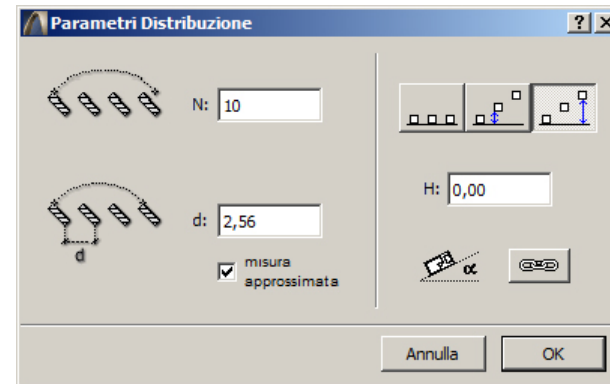 Parametri Distribuzione
N: 10
d
d: 2,56
misura
approssimata
H: 0,00
α
Annulla
OK